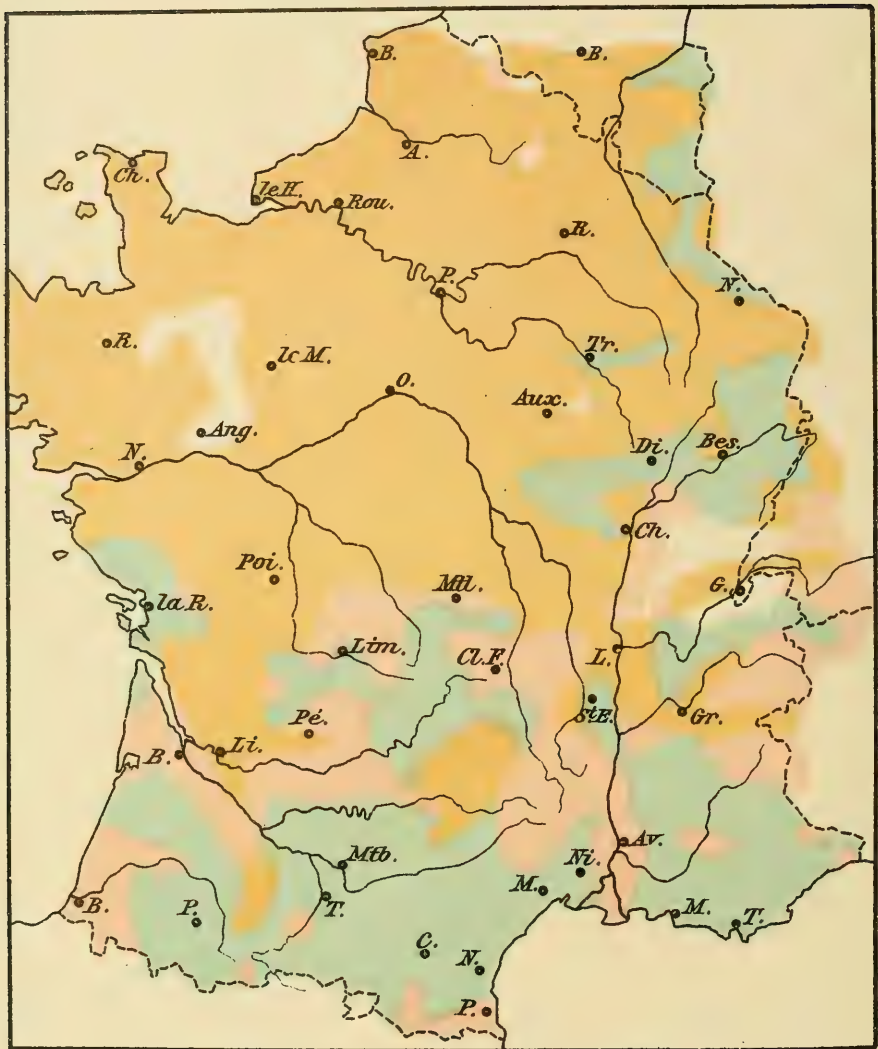 B.
B.
A.
Ch.
le H.
Rou.
R.
P.
N.
R.
le M.
Tr.
O.
Aux.
Ang.
N.
Di.
Bes.
Ch.
Poi.
la R.
Mtl.
G.
Lim.
L.
Cl.F.
St E.
Gr.
Pé.
Li.
B.
Mtb.
Av.
Ni.
M.
B.
P.
T.
M.
T.
C.
N.
P.